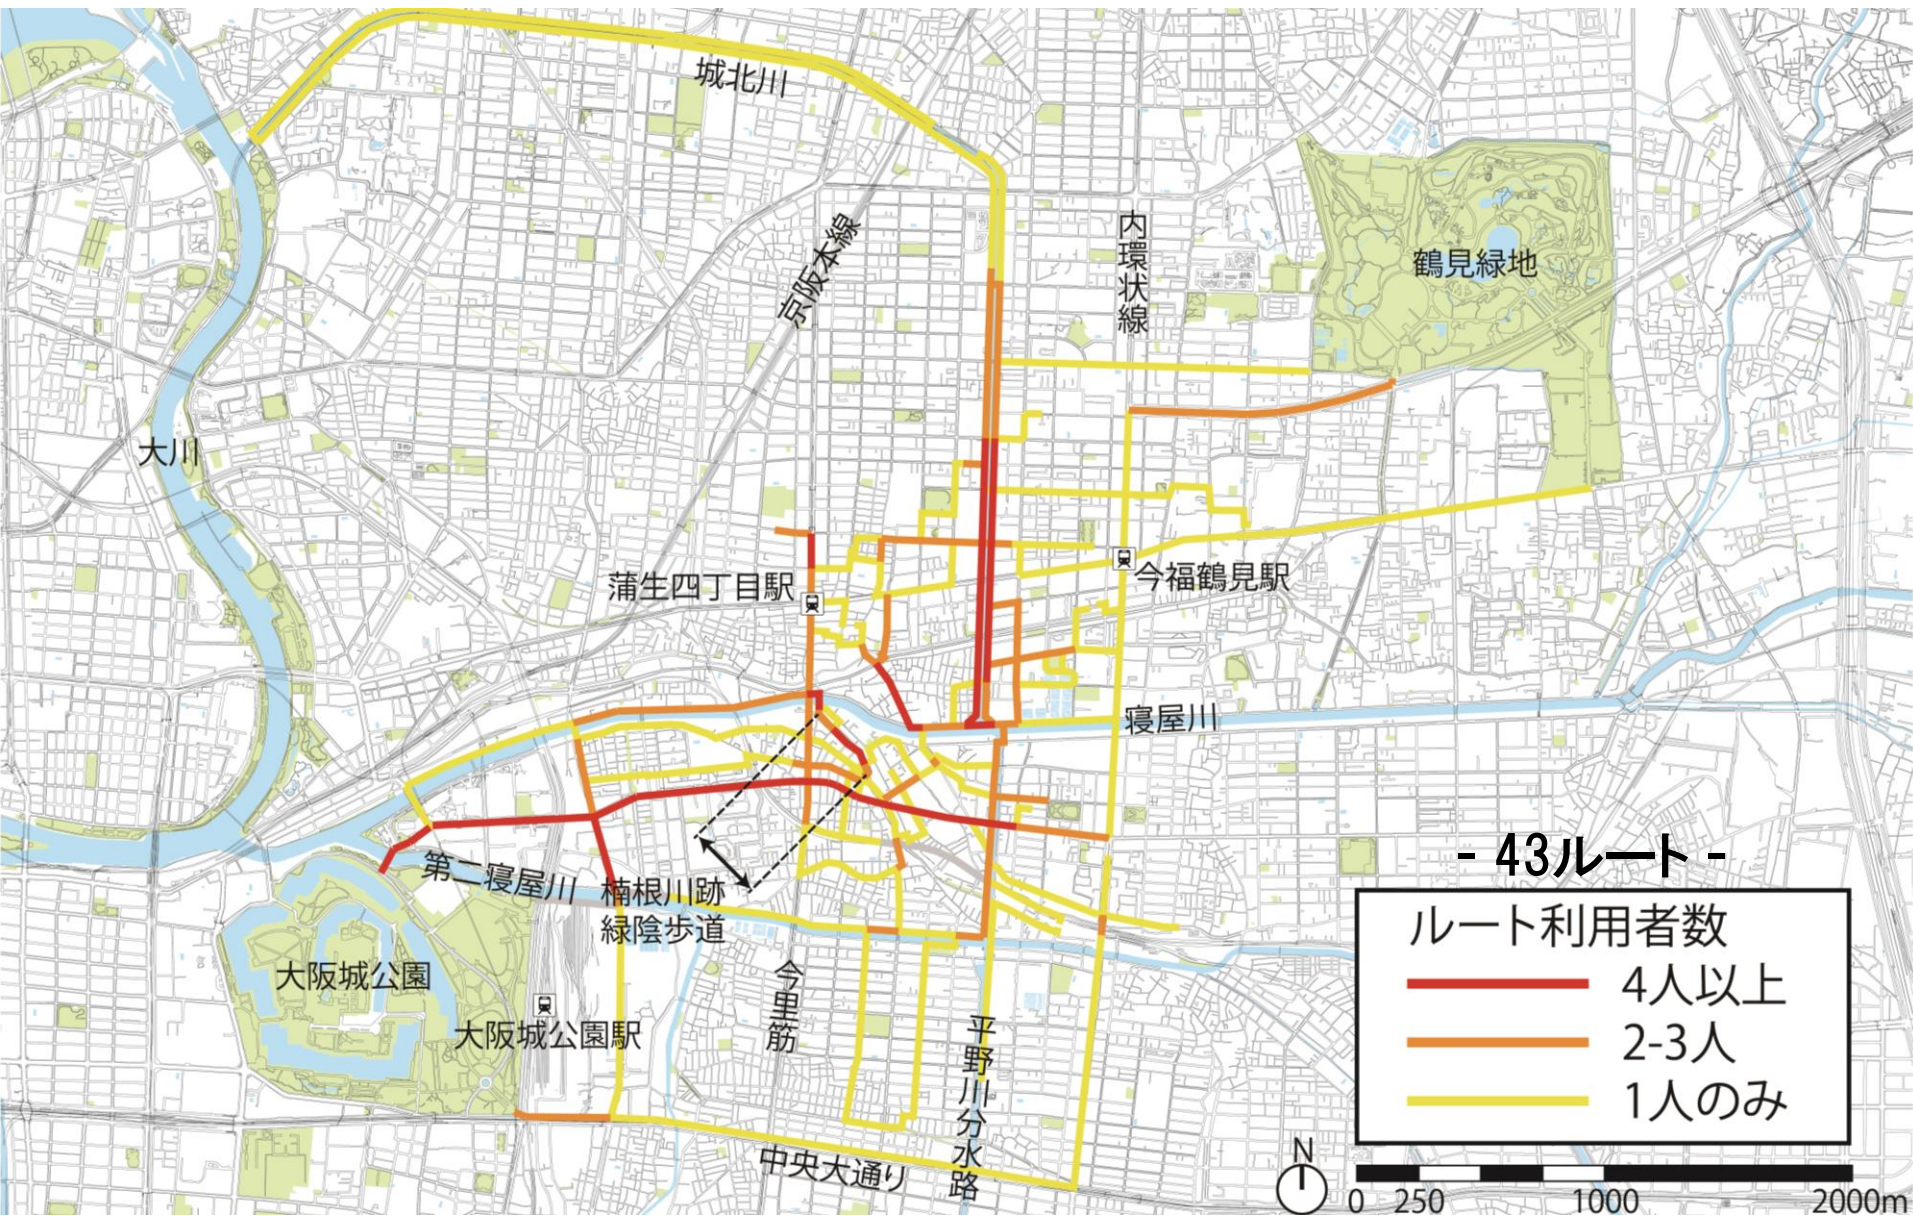 城北川
京阪本線
内環状線
鶴見緑地
大川
蒲生四丁目駅
今福鶴見駅
寝屋川
第二寝屋川
楠根川跡
緑陰歩道
大阪城公園
大阪城公園駅
今里筋
平野川分水路
中央大通り
- 43ルート -
ルート利用者数
4人以上
2-3人
1人のみ
N
0 250 1000 2000m